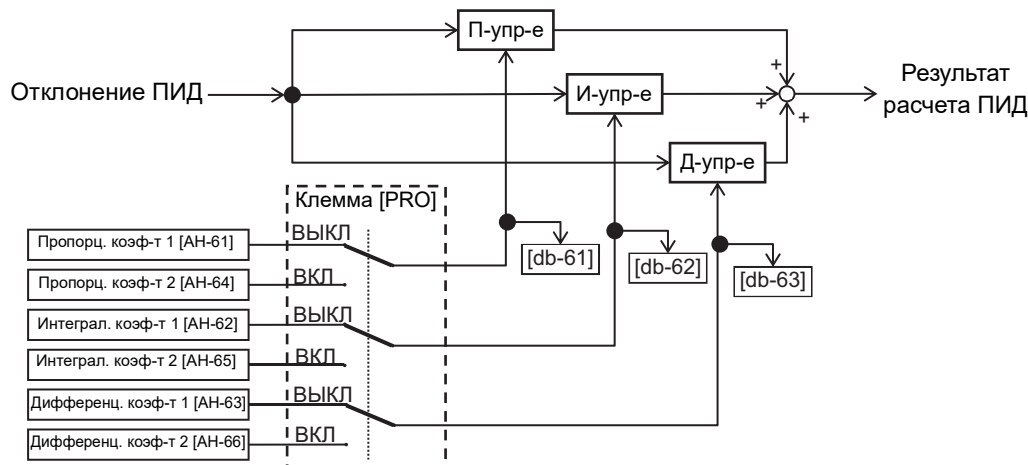 П-упр-е
+
Отклонение ПИД
И-упр-е
+
Результат
расчета ПИД
+
Д-упр-е
Клемма [PRO]
Пропорц. коэф-т 1 [AH-61]
ВЫКЛ
[db-61]
[db-62]
[db-63]
Пропорц. коэф-т 2 [AH-64]
ВКЛ
Интеграл. коэф-т 1 [AH-62]
ВЫКЛ
Интеграл. коэф-т 2 [AH-65]
ВКЛ
Дифференц. коэф-т 1 [AH-63]
ВЫКЛ
Дифференц. коэф-т 2 [AH-66]
ВКЛ